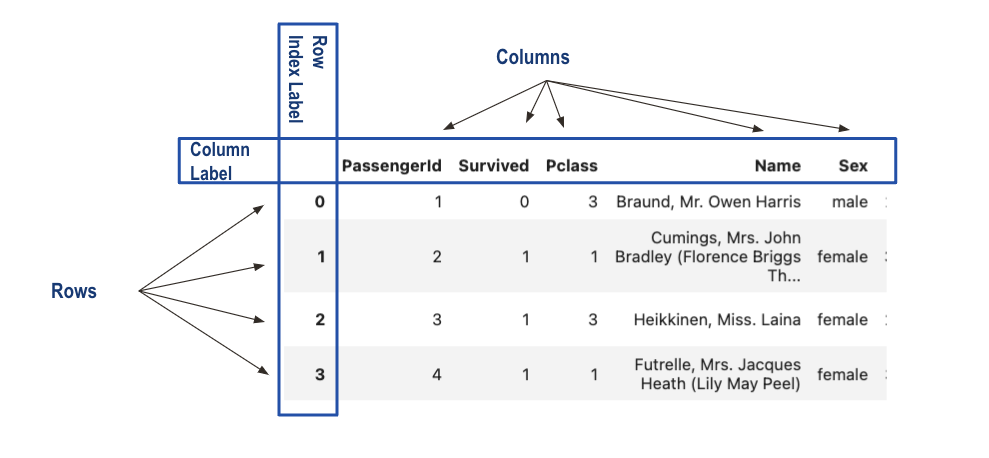 Row
Index Label
Columns
Column
Label
PassengerId Survived Pclass Name Sex
0 1 0 3 Braund, Mr. Owen Harris male
Cumings, Mrs. John
1 2 1 1 Bradley (Florence Briggs female
Th...
Rows
2 3 1 3 Heikkinen, Miss. Laina female
Futrelle, Mrs. Jacques
3 4 1 1 Heath (Lily May Peel) female